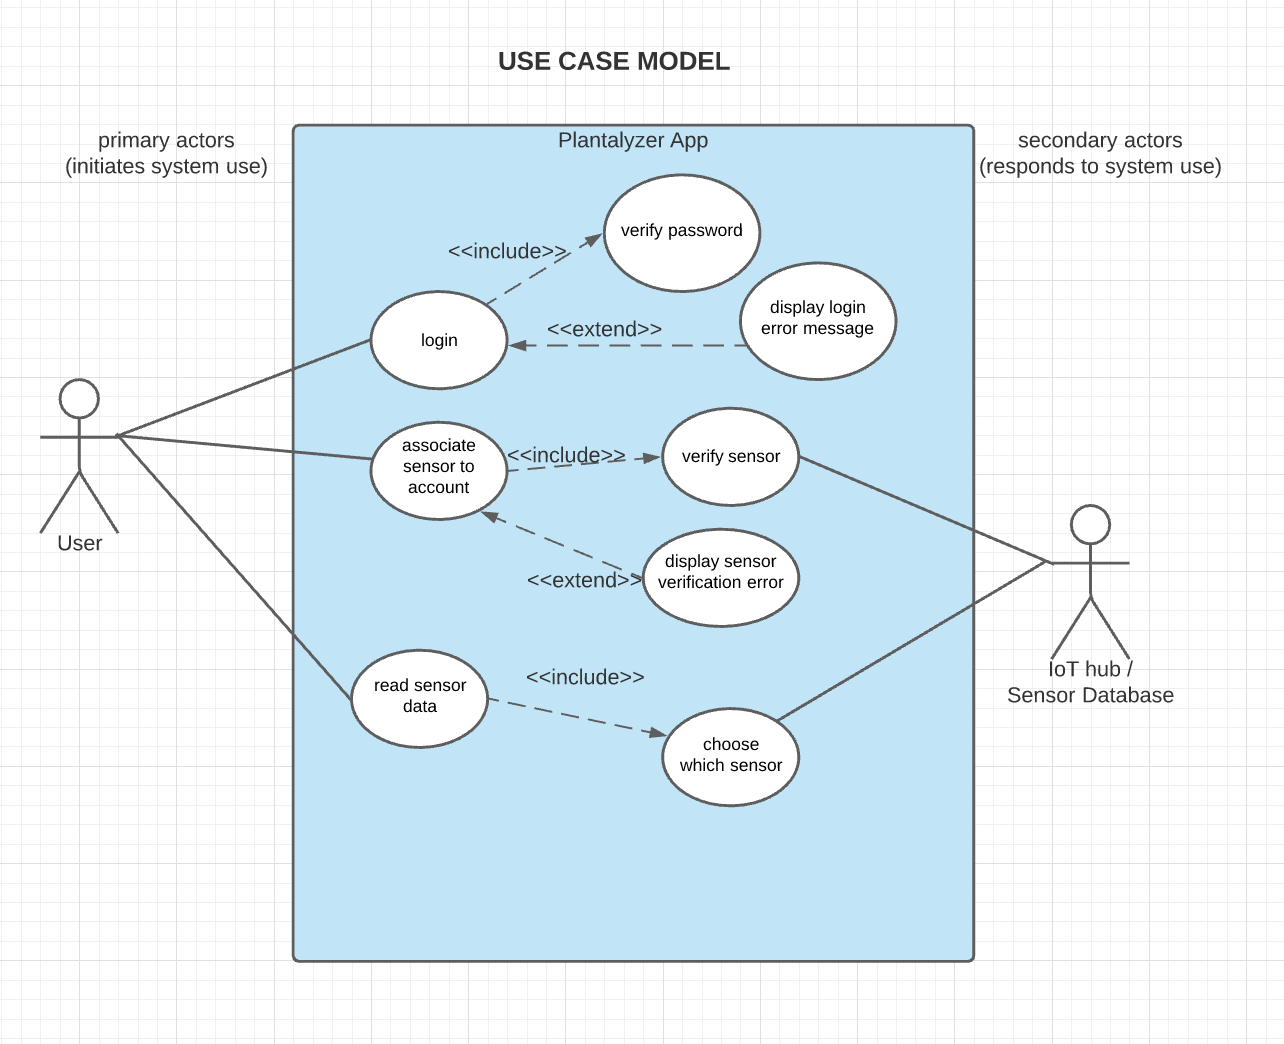 USE CASE MODEL
primary actors
(initiates system use)
Plantalyzer App
secondary actors
(responds to system use)
verify password
<<include>>
display login
error message
<<extend>>
login
associate
sensor to
account
<<include>>
verify sensor
User
display sensor
verification error
<<extend>>
IoT hub /
Sensor Database
read sensor
data
<<include>>
choose
which sensor